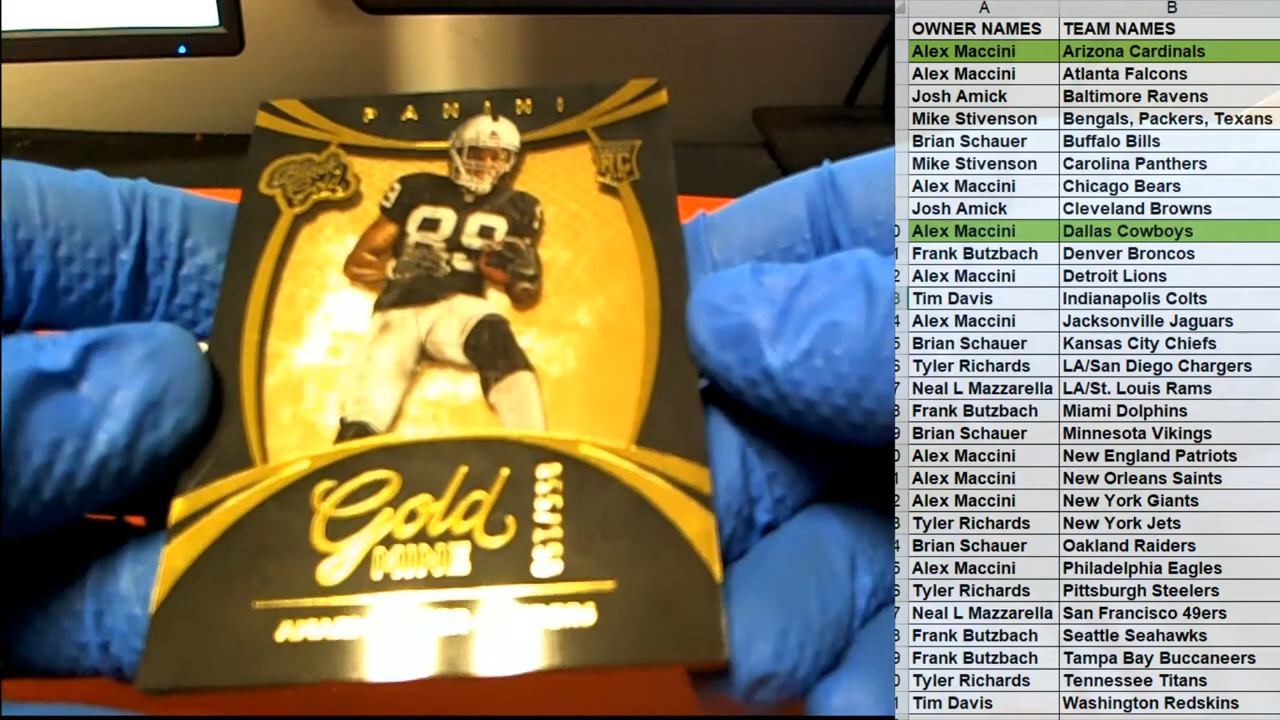 PANINI
RC
89
Gold
MINE
A B
OWNER NAMES TEAM NAMES
Alex Maccini Arizona Cardinals
Alex Maccini Atlanta Falcons
Josh Amick Baltimore Ravens
Mike Stivenson Bengals, Packers, Texans
Brian Schauer Buffalo Bills
Mike Stivenson Carolina Panthers
Alex Maccini Chicago Bears
Josh Amick Cleveland Browns
Alex Maccini Dallas Cowboys
Frank Butzbach Denver Broncos
Alex Maccini Detroit Lions
Tim Davis Indianapolis Colts
Alex Maccini Jacksonville Jaguars
Brian Schauer Kansas City Chiefs
Tyler Richards LA/San Diego Chargers
Neal L Mazzarella LA/St. Louis Rams
Frank Butzbach Miami Dolphins
Brian Schauer Minnesota Vikings
Alex Maccini New England Patriots
Alex Maccini New Orleans Saints
Alex Maccini New York Giants
Tyler Richards New York Jets
Brian Schauer Oakland Raiders
Alex Maccini Philadelphia Eagles
Tyler Richards Pittsburgh Steelers
Neal L Mazzarella San Francisco 49ers
Frank Butzbach Seattle Seahawks
Frank Butzbach Tampa Bay Buccaneers
Tyler Richards Tennessee Titans
Tim Davis Washington Redskins